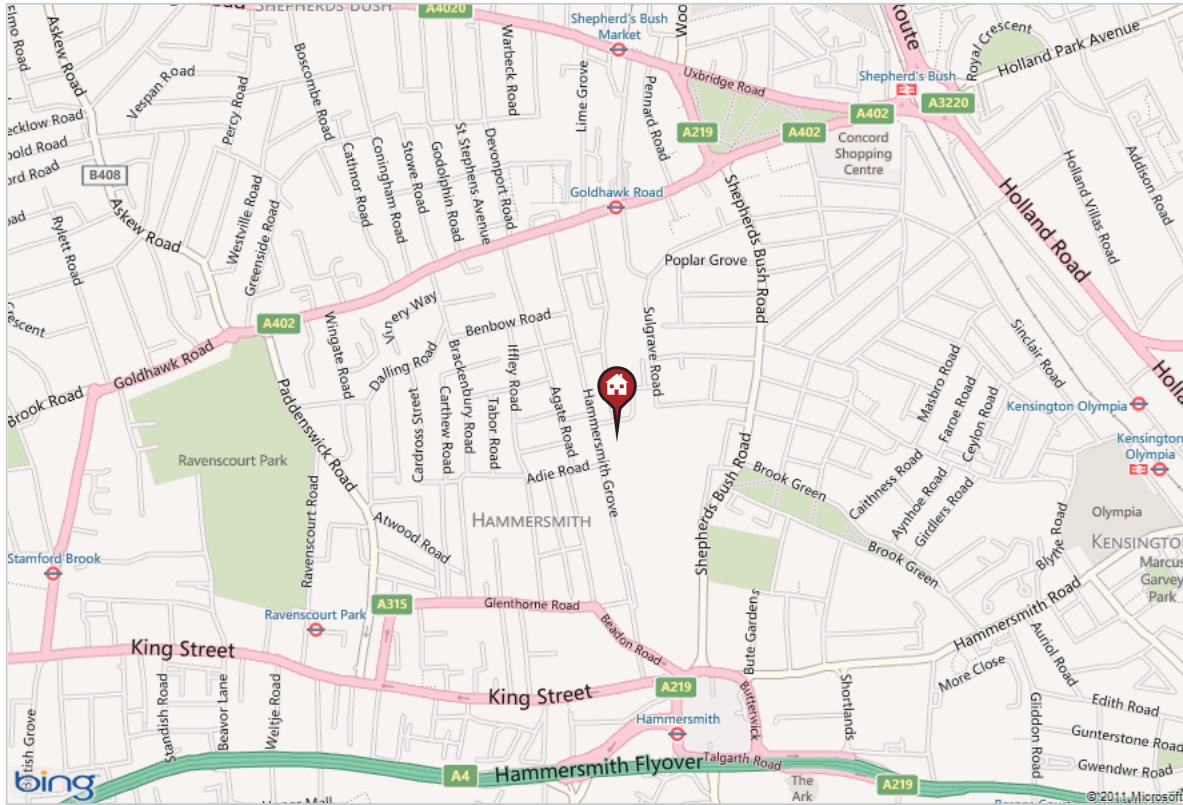 SHEPHERDS BUSH
A4020
Shepherd's Bush
Market
Route
Royal Crescent
Holland Park Avenue
Elmo Road
Askew Road
Vespan Road
Boscombe Road
Warbeck Road
Lime Grove
Pennard Road
Uxbridge Road
Shepherd's Bush
A3220
A402
A219
A402
Concord
Shopping
Centre
Percy Road
B408
Askew Road
Cathnor Road
Coningham Road
Stowe Road
Godolphin Road
St Stephens Avenue
Devonport Road
Goldhawk Road
Holland Villas Road
Addison Road
Holland Road
Rylett Road
Westville Road
Greenside Road
Shepherds Bush Road
Poplar Grove
Crescent
A402
Vinery Way
Wingate Road
Benbow Road
Sulgrave Road
Sinclair Road
Goldhawk Road
Dalling Road
Iffley Road
Brook Road
Paddenswick Road
Cardross Street
Brackenbury Road
Carthew Road
Tabor Road
Agate Road
Hammersmith Grove
Masbro Road
Faroe Road
Ceylon Road
Kensington Olympia
Kensington
Olympia
Ravenscourt Park
Adie Road
Shepherds Bush Road
Brook Green
Caithness Road
Aynhoe Road
Girdlers Road
Ravenscourt Road
HAMMERSMITH
Atwood Road
Olympia
Blythe Road
KENSINGTON
Marcus
Garvey
Park
Brook Green
Stamford Brook
A315
Glenthorne Road
Ravenscourt Park
Beadon Road
Bute Gardens
Hammersmith Road
King Street
Auriol Road
More Close
King Street
A219
Butterwick
Shortlands
Edith Road
Standish Road
Beavor Lane
Weltje Road
Hammersmith
Gliddon Road
Gunterstone Road
Gwendwr Road
A4
Hammersmith Flyover
Talgarth Road
The
Ark
A219
bing
© 2011 Microsoft